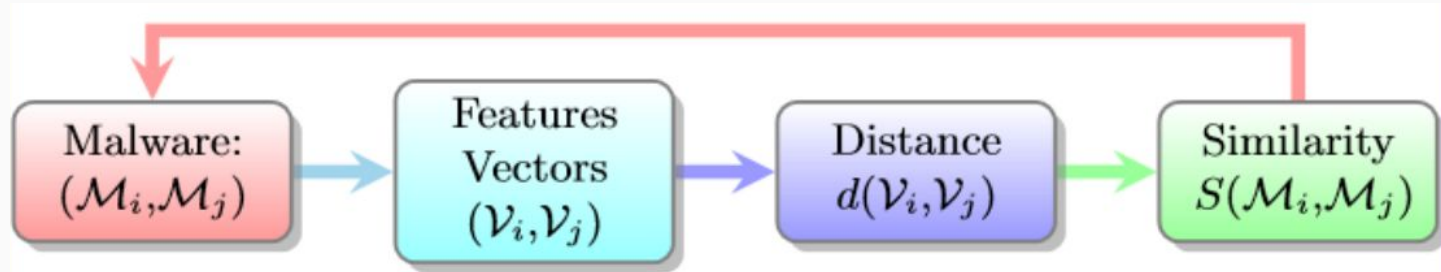 Malware:
(ℳᵢ,ℳⱼ)
Features
Vectors
(𝒱ᵢ,𝒱ⱼ)
Distance
d(𝒱ᵢ,𝒱ⱼ)
Similarity
S(ℳᵢ,ℳⱼ)